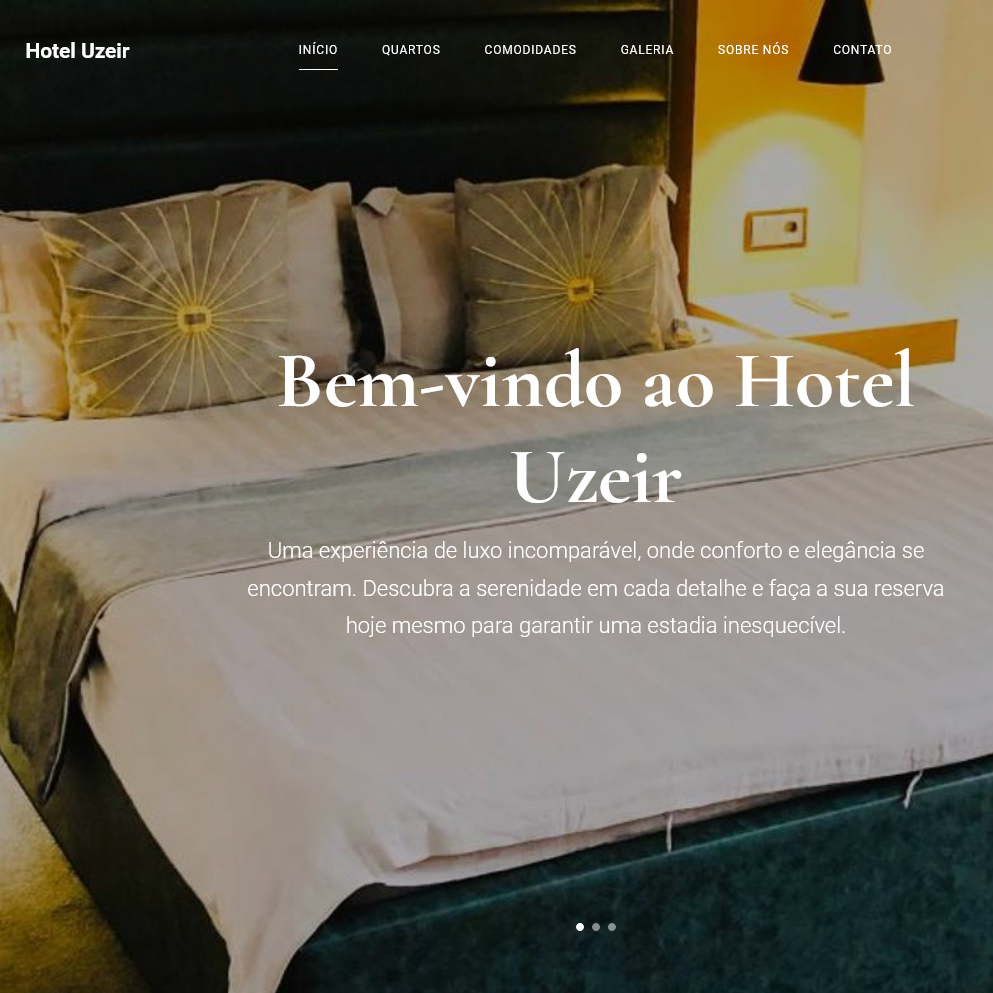 Hotel Uzeir
INÍCIO
QUARTOS
COMODIDADES
GALERIA
SOBRE NÓS
CONTATO
Bem-vindo ao Hotel
Uzeir
Uma experiência de luxo incomparável, onde conforto e elegância se
encontram. Descubra a serenidade em cada detalhe e faça a sua reserva
hoje mesmo para garantir uma estadia inesquecível.